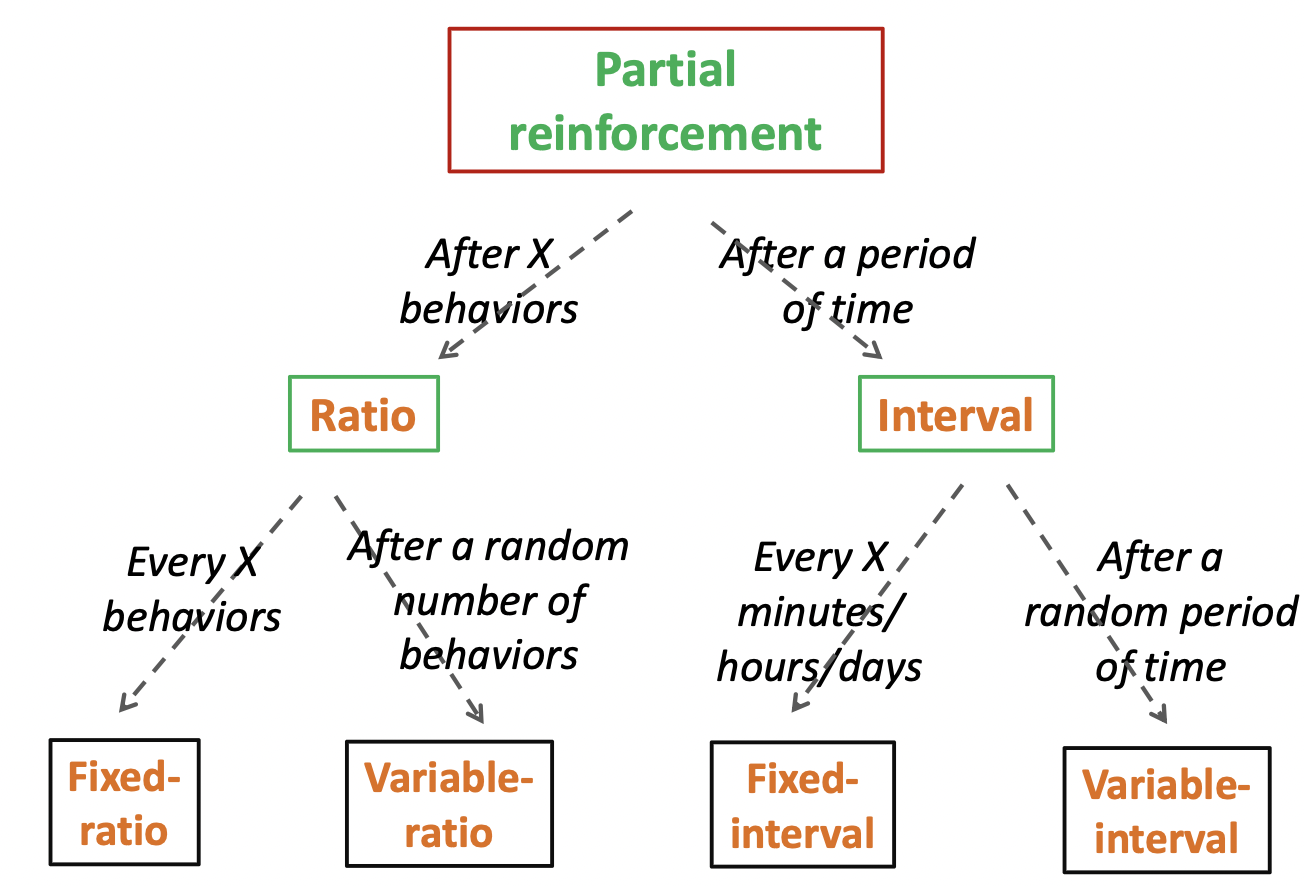 Partial
reinforcement
After X
behaviors
After a period
of time
Ratio
Interval
Every X
behaviors
After a random
number of
behaviors
Every X
minutes/
hours/days
After a
random period
of time
Fixed-
ratio
Variable-
ratio
Fixed-
interval
Variable-
interval